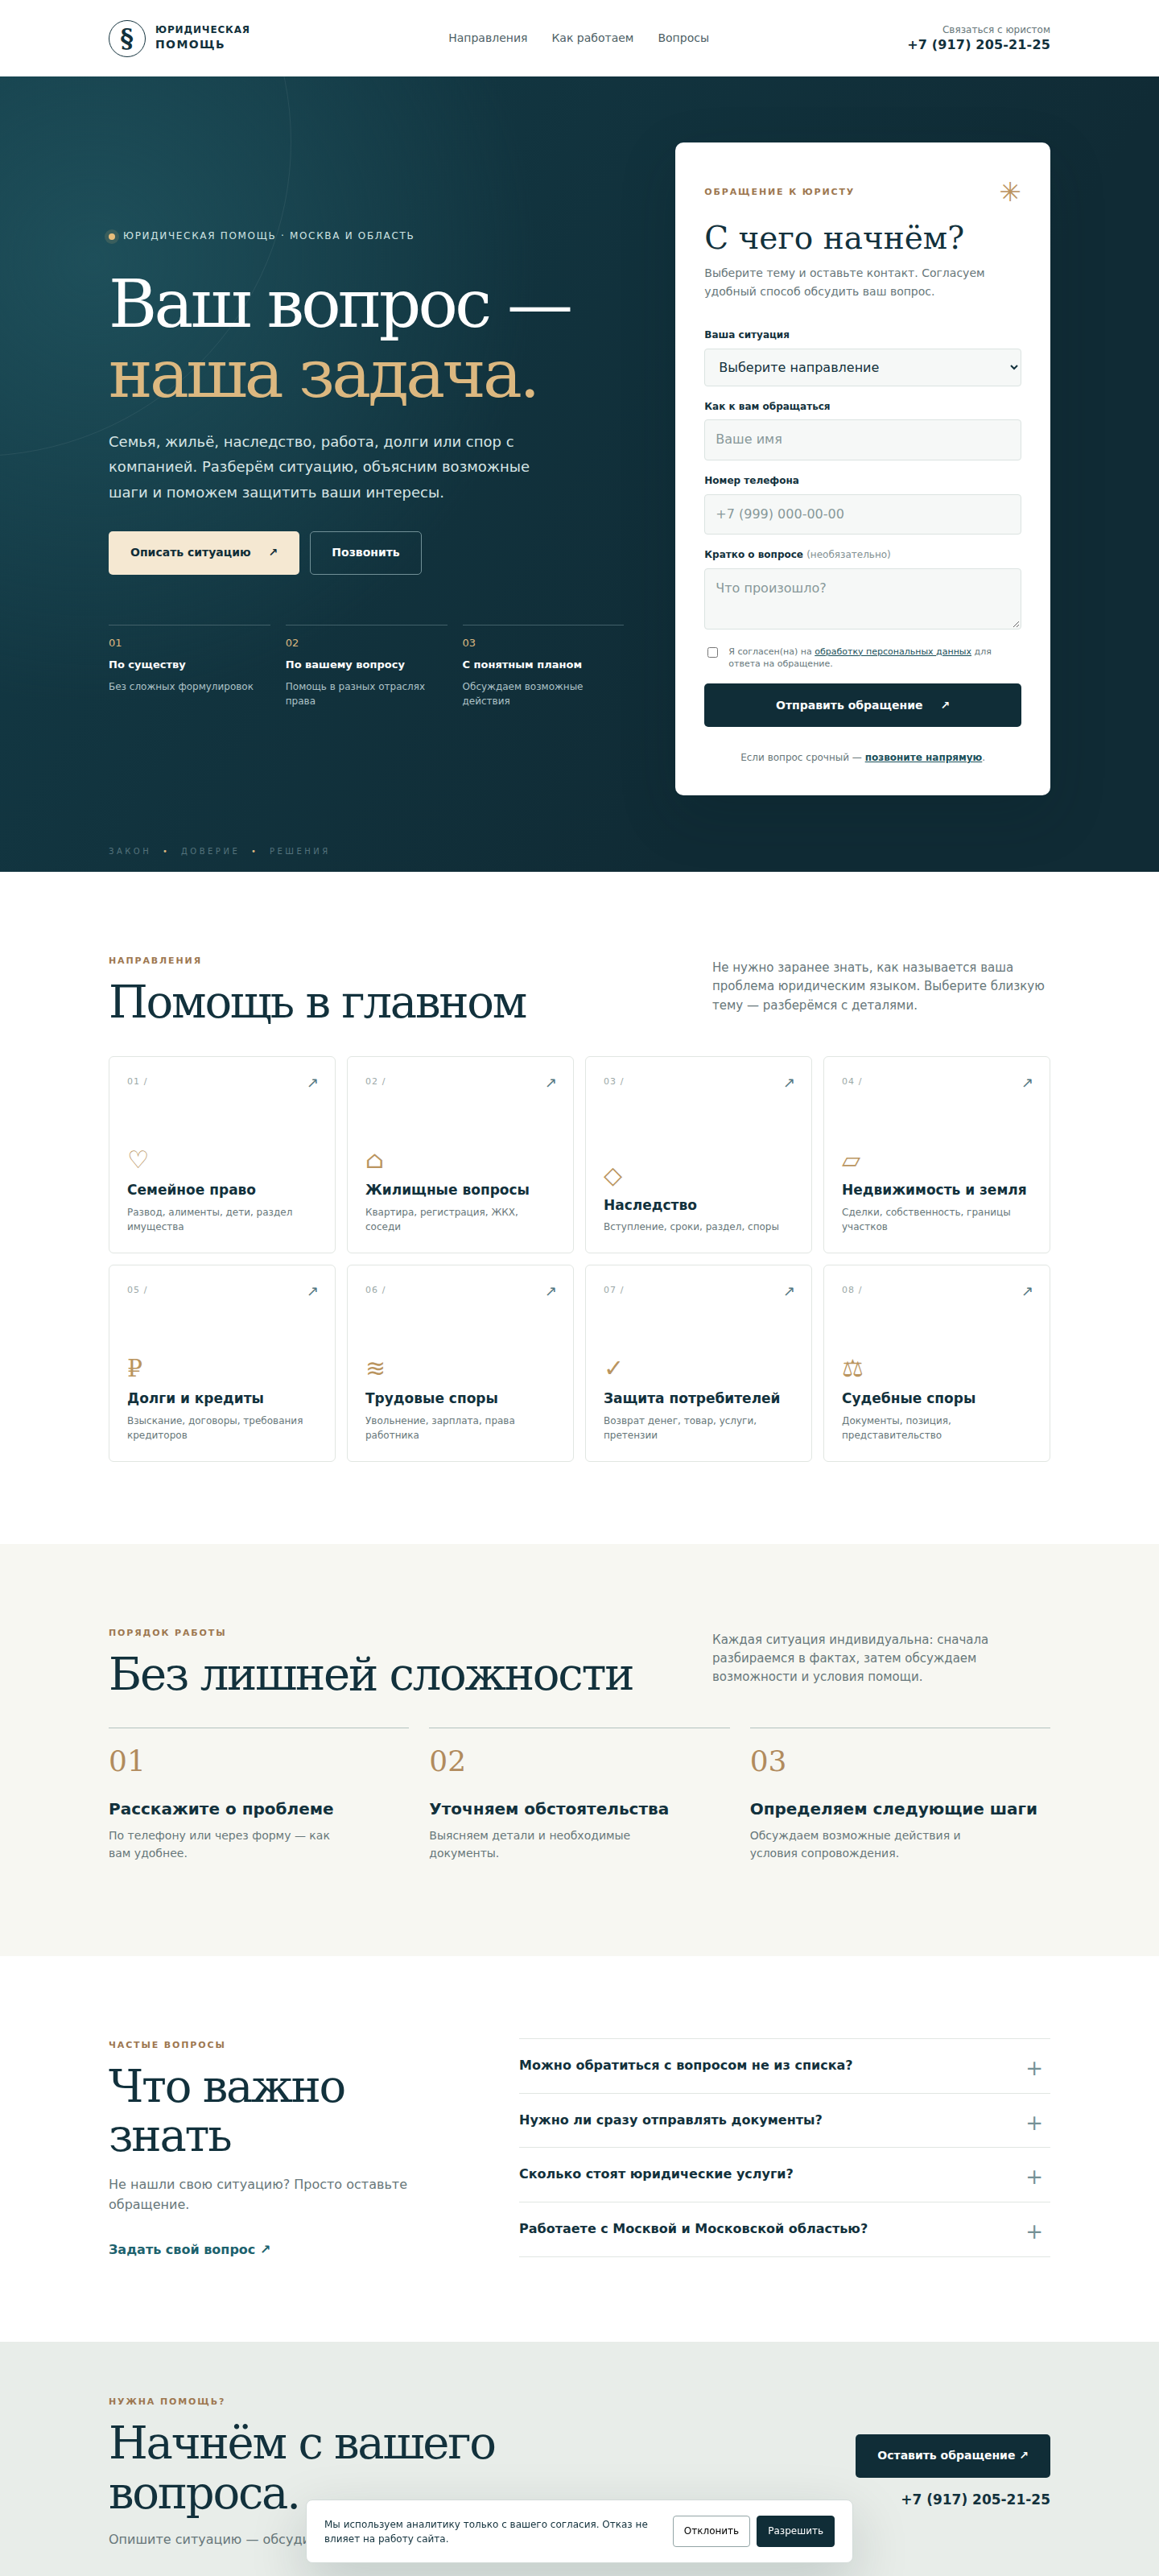 §
ЮРИДИЧЕСКАЯ
ПОМОЩЬ
Направления
Как работаем
Вопросы
Связаться с юристом
+7 (917) 205-21-25
ЮРИДИЧЕСКАЯ ПОМОЩЬ · МОСКВА И ОБЛАСТЬ
Ваш вопрос —
наша задача.
Семья, жильё, наследство, работа, долги или спор с
компанией. Разберём ситуацию, объясним возможные
шаги и поможем защитить ваши интересы.
Описать ситуацию ↗
Позвонить
01
По существу
Без сложных формулировок
02
По вашему вопросу
Помощь в разных отраслях
права
03
С понятным планом
Обсуждаем возможные
действия
ЗАКОН • ДОВЕРИЕ • РЕШЕНИЯ
ОБРАЩЕНИЕ К ЮРИСТУ
С чего начнём?
Выберите тему и оставьте контакт. Согласуем
удобный способ обсудить ваш вопрос.
Ваша ситуация
Выберите направление
Как к вам обращаться
Ваше имя
Номер телефона
+7 (999) 000-00-00
Кратко о вопросе (необязательно)
Что произошло?
Я согласен(на) на обработку персональных данных для
ответа на обращение.
Отправить обращение ↗
Если вопрос срочный — позвоните напрямую.
НАПРАВЛЕНИЯ
Помощь в главном
Не нужно заранее знать, как называется ваша
проблема юридическим языком. Выберите близкую
тему — разберёмся с деталями.
01 / ↗
Семейное право
Развод, алименты, дети, раздел
имущества
02 / ↗
Жилищные вопросы
Квартира, регистрация, ЖКХ,
соседи
03 / ↗
Наследство
Вступление, сроки, раздел, споры
04 / ↗
Недвижимость и земля
Сделки, собственность, границы
участков
05 / ↗
₽
Долги и кредиты
Взыскание, договоры, требования
кредиторов
06 / ↗
Трудовые споры
Увольнение, зарплата, права
работника
07 / ↗
Защита потребителей
Возврат денег, товар, услуги,
претензии
08 / ↗
Судебные споры
Документы, позиция,
представительство
ПОРЯДОК РАБОТЫ
Без лишней сложности
Каждая ситуация индивидуальна: сначала
разбираемся в фактах, затем обсуждаем
возможности и условия помощи.
01
Расскажите о проблеме
По телефону или через форму — как
вам удобнее.
02
Уточняем обстоятельства
Выясняем детали и необходимые
документы.
03
Определяем следующие шаги
Обсуждаем возможные действия и
условия сопровождения.
ЧАСТЫЕ ВОПРОСЫ
Что важно
знать
Не нашли свою ситуацию? Просто оставьте
обращение.
Задать свой вопрос ↗
Можно обратиться с вопросом не из списка? +
Нужно ли сразу отправлять документы? +
Сколько стоят юридические услуги? +
Работаете с Москвой и Московской областью? +
НУЖНА ПОМОЩЬ?
Начнём с вашего
вопроса.
Опишите ситуацию —
Оставить обращение ↗
+7 (917) 205-21-25
Мы используем аналитику только с вашего согласия. Отказ не
влияет на работу сайта.
Отклонить
Разрешить